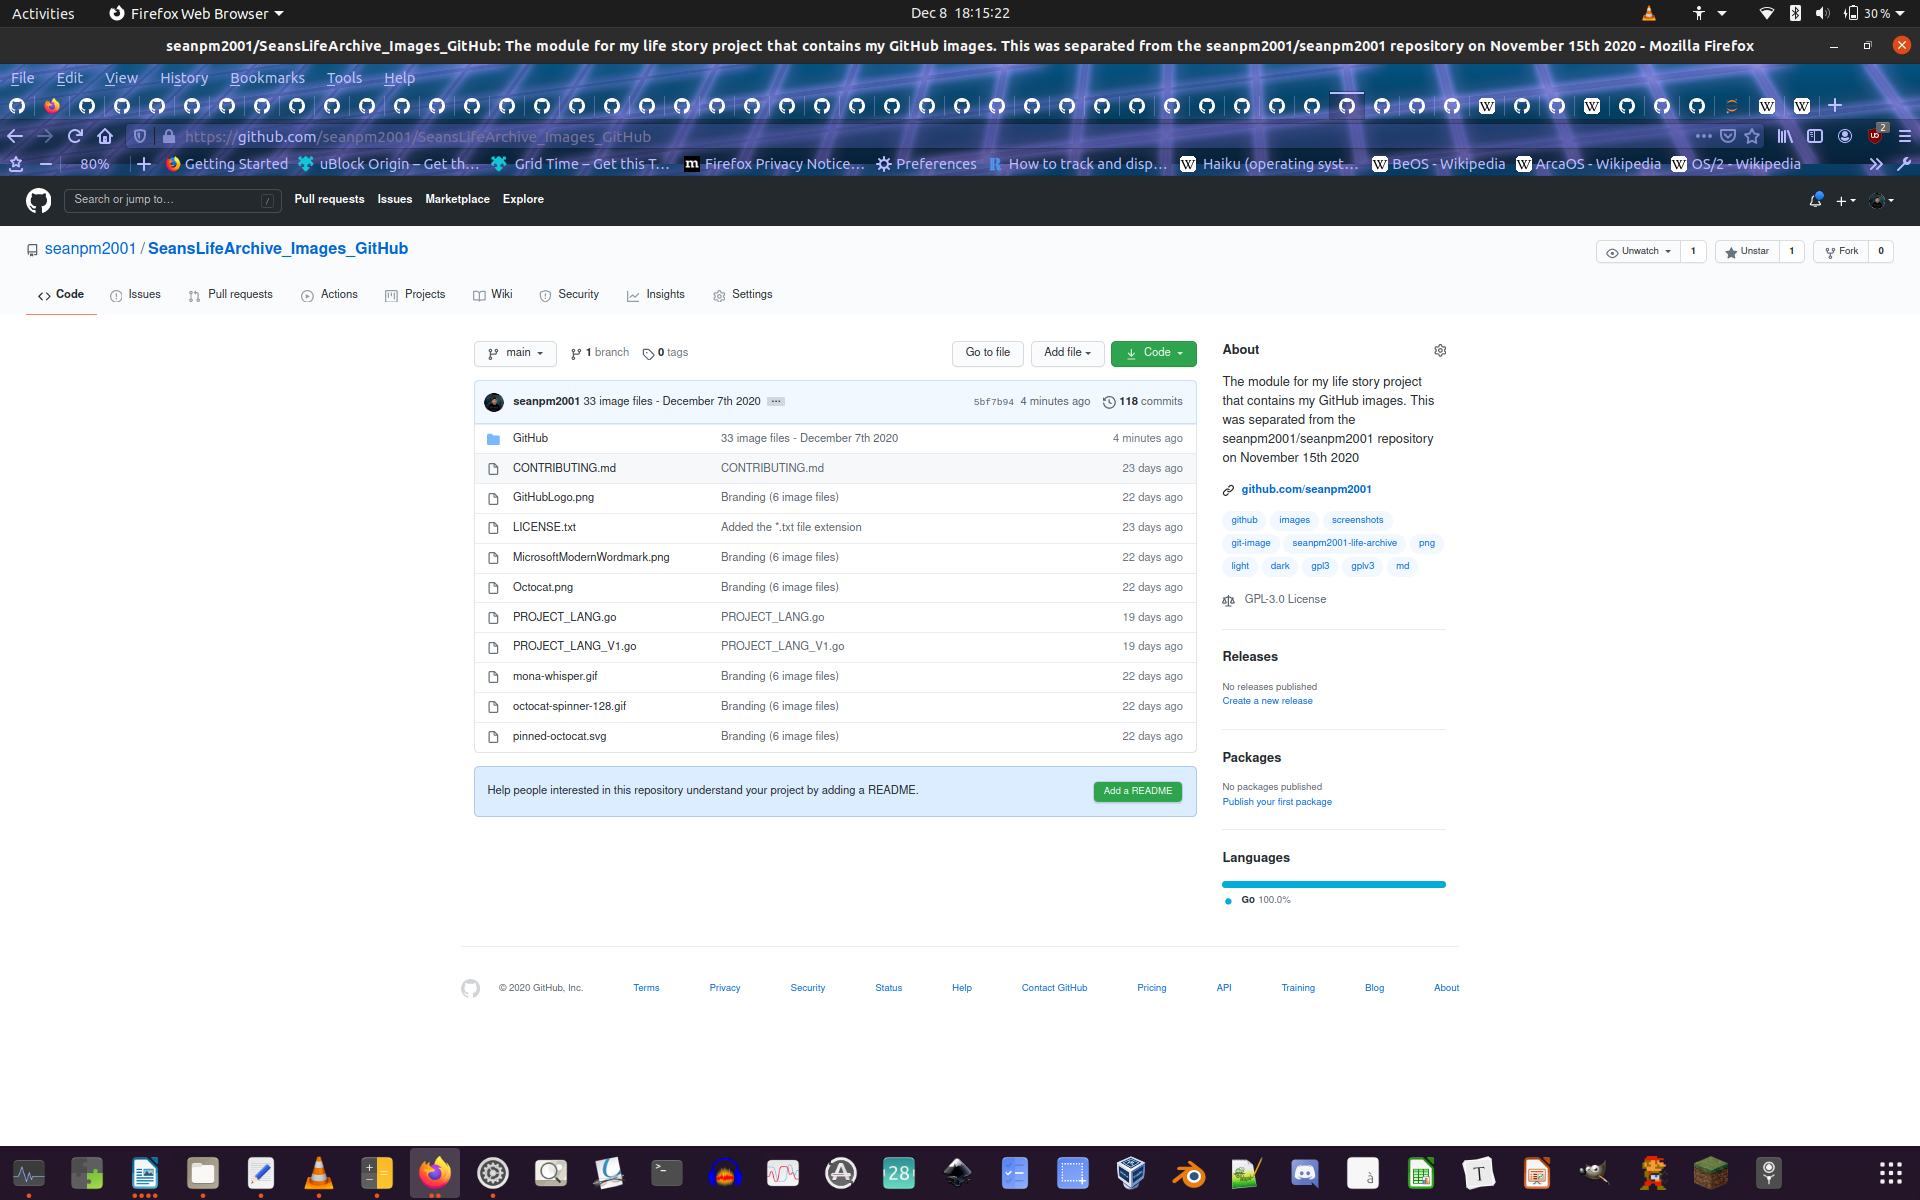 Activities Firefox Web Browser Dec 8 18:15:22 30 %
seanpm2001/SeansLifeArchive_Images_GitHub: The module for my life story project that contains my GitHub images. This was separated from the seanpm2001/seanpm2001 repository on November 15th 2020 - Mozilla Firefox
File Edit View History Bookmarks Tools Help
https://github.com/seanpm2001/SeansLifeArchive_Images_GitHub 2
80% Getting Started uBlock Origin – Get th… Grid Time – Get this T… Firefox Privacy Notice… Preferences How to track and disp… Haiku (operating syst… BeOS - Wikipedia ArcaOS - Wikipedia OS/2 - Wikipedia
Search or jump to… / Pull requests Issues Marketplace Explore
seanpm2001 / SeansLifeArchive_Images_GitHub Unwatch 1 Unstar 1 Fork 0
Code Issues Pull requests Actions Projects Wiki Security Insights Settings
main 1 branch 0 tags Go to file Add file Code
seanpm2001 33 image files - December 7th 2020 ... 5bf7b94 4 minutes ago 118 commits
GitHub 33 image files - December 7th 2020 4 minutes ago
CONTRIBUTING.md CONTRIBUTING.md 23 days ago
GitHubLogo.png Branding (6 image files) 22 days ago
LICENSE.txt Added the *.txt file extension 23 days ago
MicrosoftModernWordmark.png Branding (6 image files) 22 days ago
Octocat.png Branding (6 image files) 22 days ago
PROJECT_LANG.go PROJECT_LANG.go 19 days ago
PROJECT_LANG_V1.go PROJECT_LANG_V1.go 19 days ago
mona-whisper.gif Branding (6 image files) 22 days ago
octocat-spinner-128.gif Branding (6 image files) 22 days ago
pinned-octocat.svg Branding (6 image files) 22 days ago
Help people interested in this repository understand your project by adding a README. Add a README
About
The module for my life story project
that contains my GitHub images. This
was separated from the
seanpm2001/seanpm2001 repository
on November 15th 2020
github.com/seanpm2001
github images screenshots
git-image seanpm2001-life-archive png
light dark gpl3 gplv3 md
GPL-3.0 License
Releases
No releases published
Create a new release
Packages
No packages published
Publish your first package
Languages
Go 100.0%
© 2020 GitHub, Inc. Terms Privacy Security Status Help Contact GitHub Pricing API Training Blog About
28